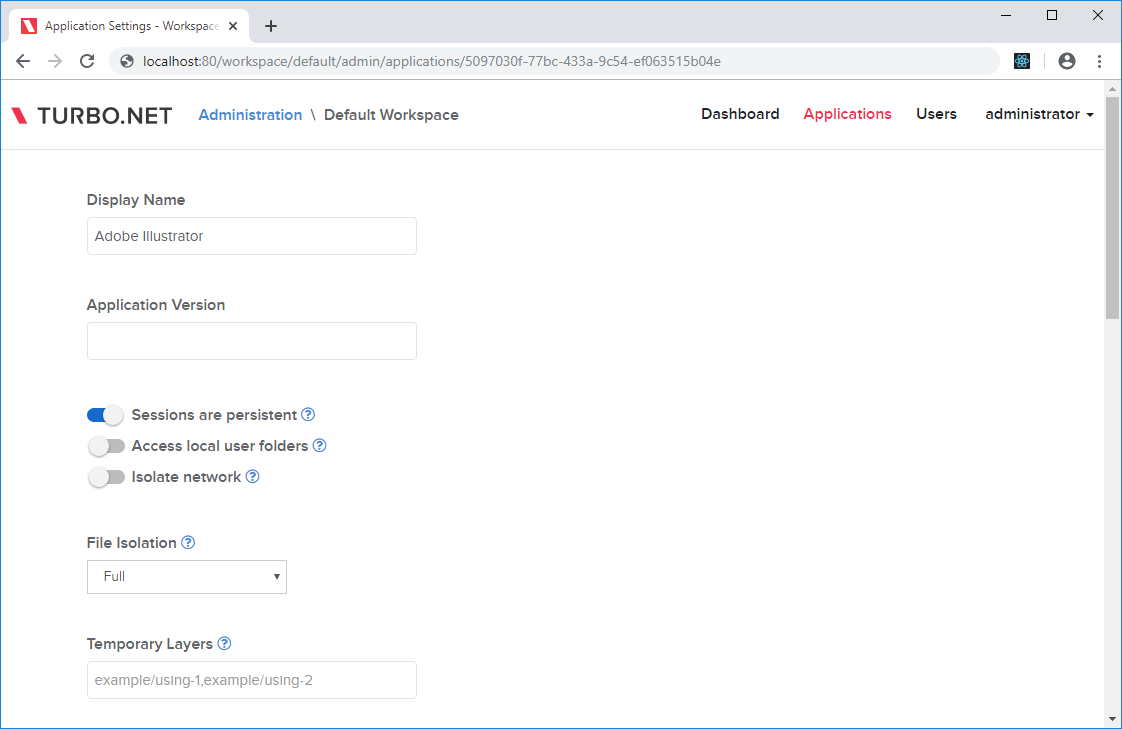 Application Settings - Workspace
localhost:80/workspace/default/admin/applications/5097030f-77bc-433a-9c54-ef063515b04e
TURBO.NET Administration \ Default Workspace Dashboard Applications Users administrator
Display Name
Adobe Illustrator
Application Version
Sessions are persistent ?
Access local user folders ?
Isolate network ?
File Isolation ?
Full
Temporary Layers ?
example/using-1,example/using-2